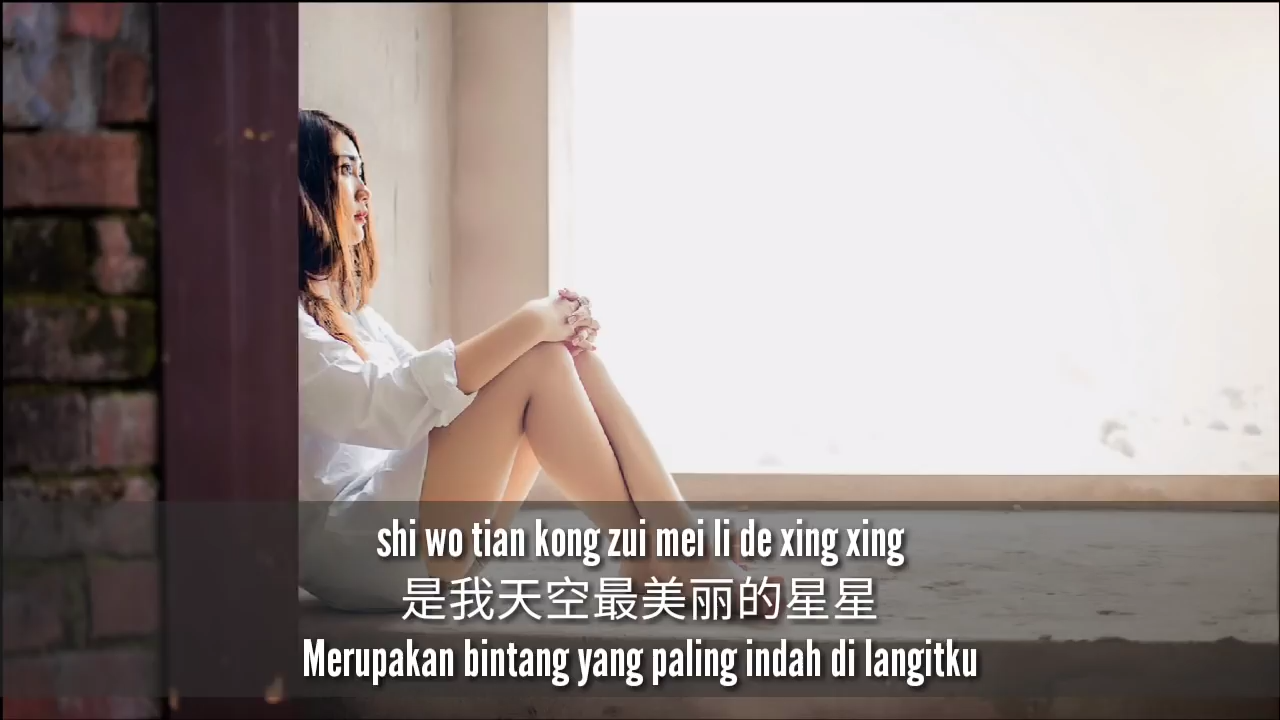 shi wo tian kong zui mei li de xing xing
是我天空最美丽的星星
Merupakan bintang yang paling indah di langitku